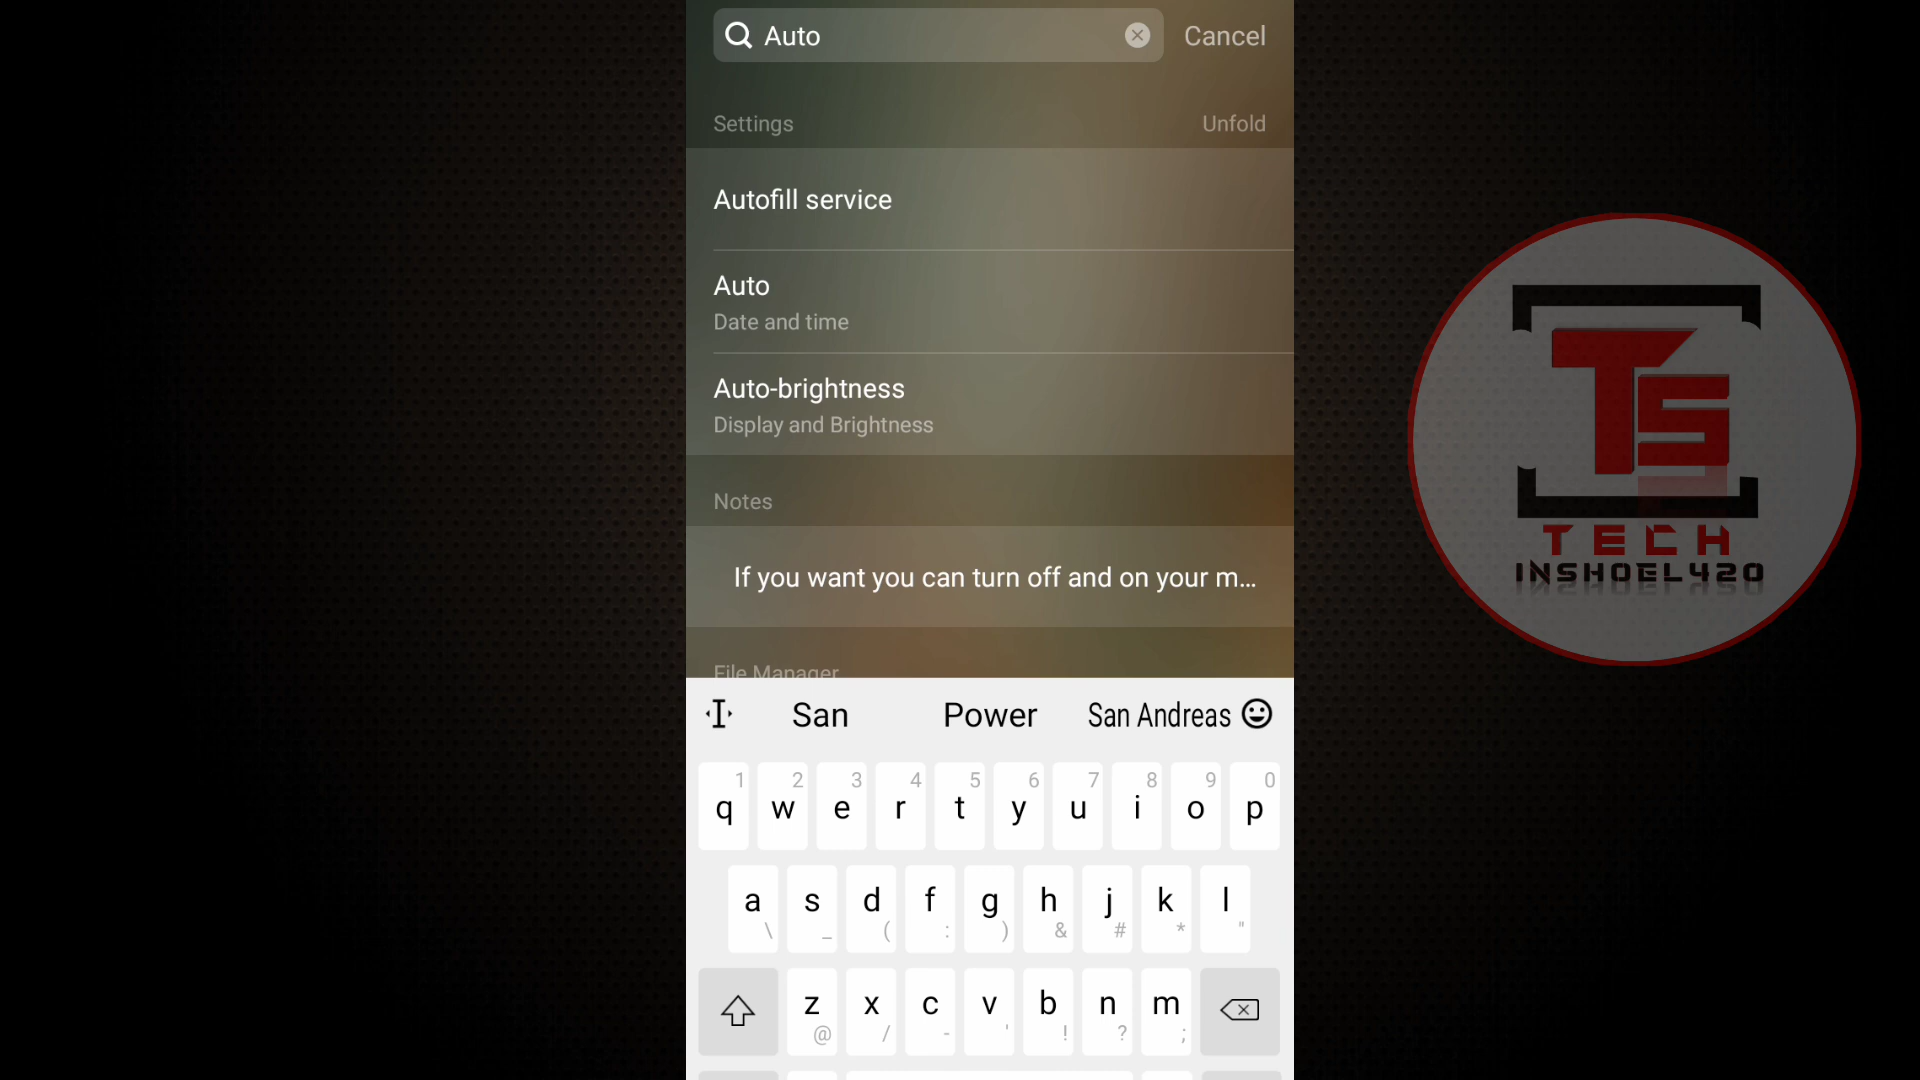 Auto
Cancel
Settings
Unfold
Autofill service
Auto
Date and time
Auto-brightness
Display and Brightness
Notes
If you want you can turn off and on your m...
File Manager
San
Power
San Andreas
1 2 3 4 5 6 7 8 9 0
q w e r t y u i o p
a s d f g h j k l
\ _ ( : ) & # * "
z x c v b n m
@ / - ' ! ? ;
TS
TECH
INSHOEL420